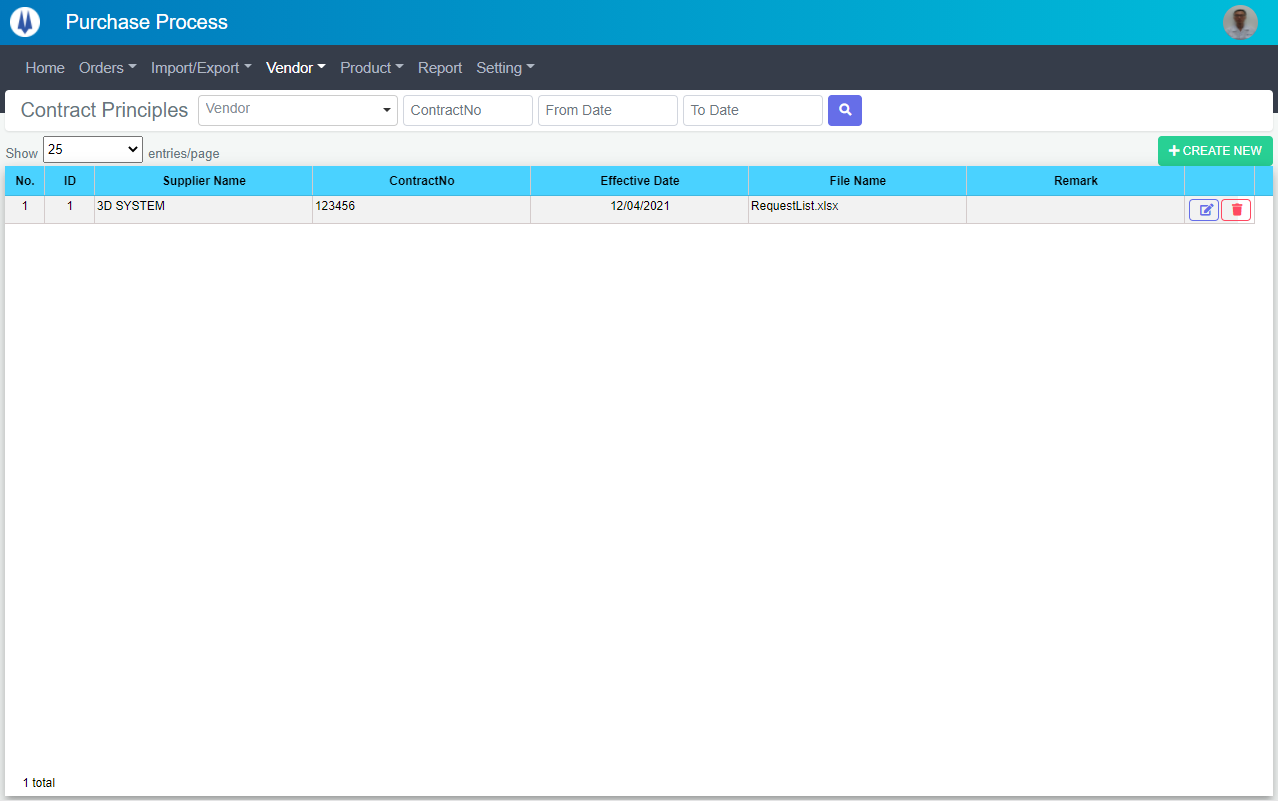 Purchase Process
Home Orders Import/Export Vendor Product Report Setting
Contract Principles Vendor ContractNo From Date To Date
Show 25 entries/page CREATE NEW
No. ID Supplier Name ContractNo Effective Date File Name Remark
1 1 3D SYSTEM 123456 12/04/2021 RequestList.xlsx
1 total